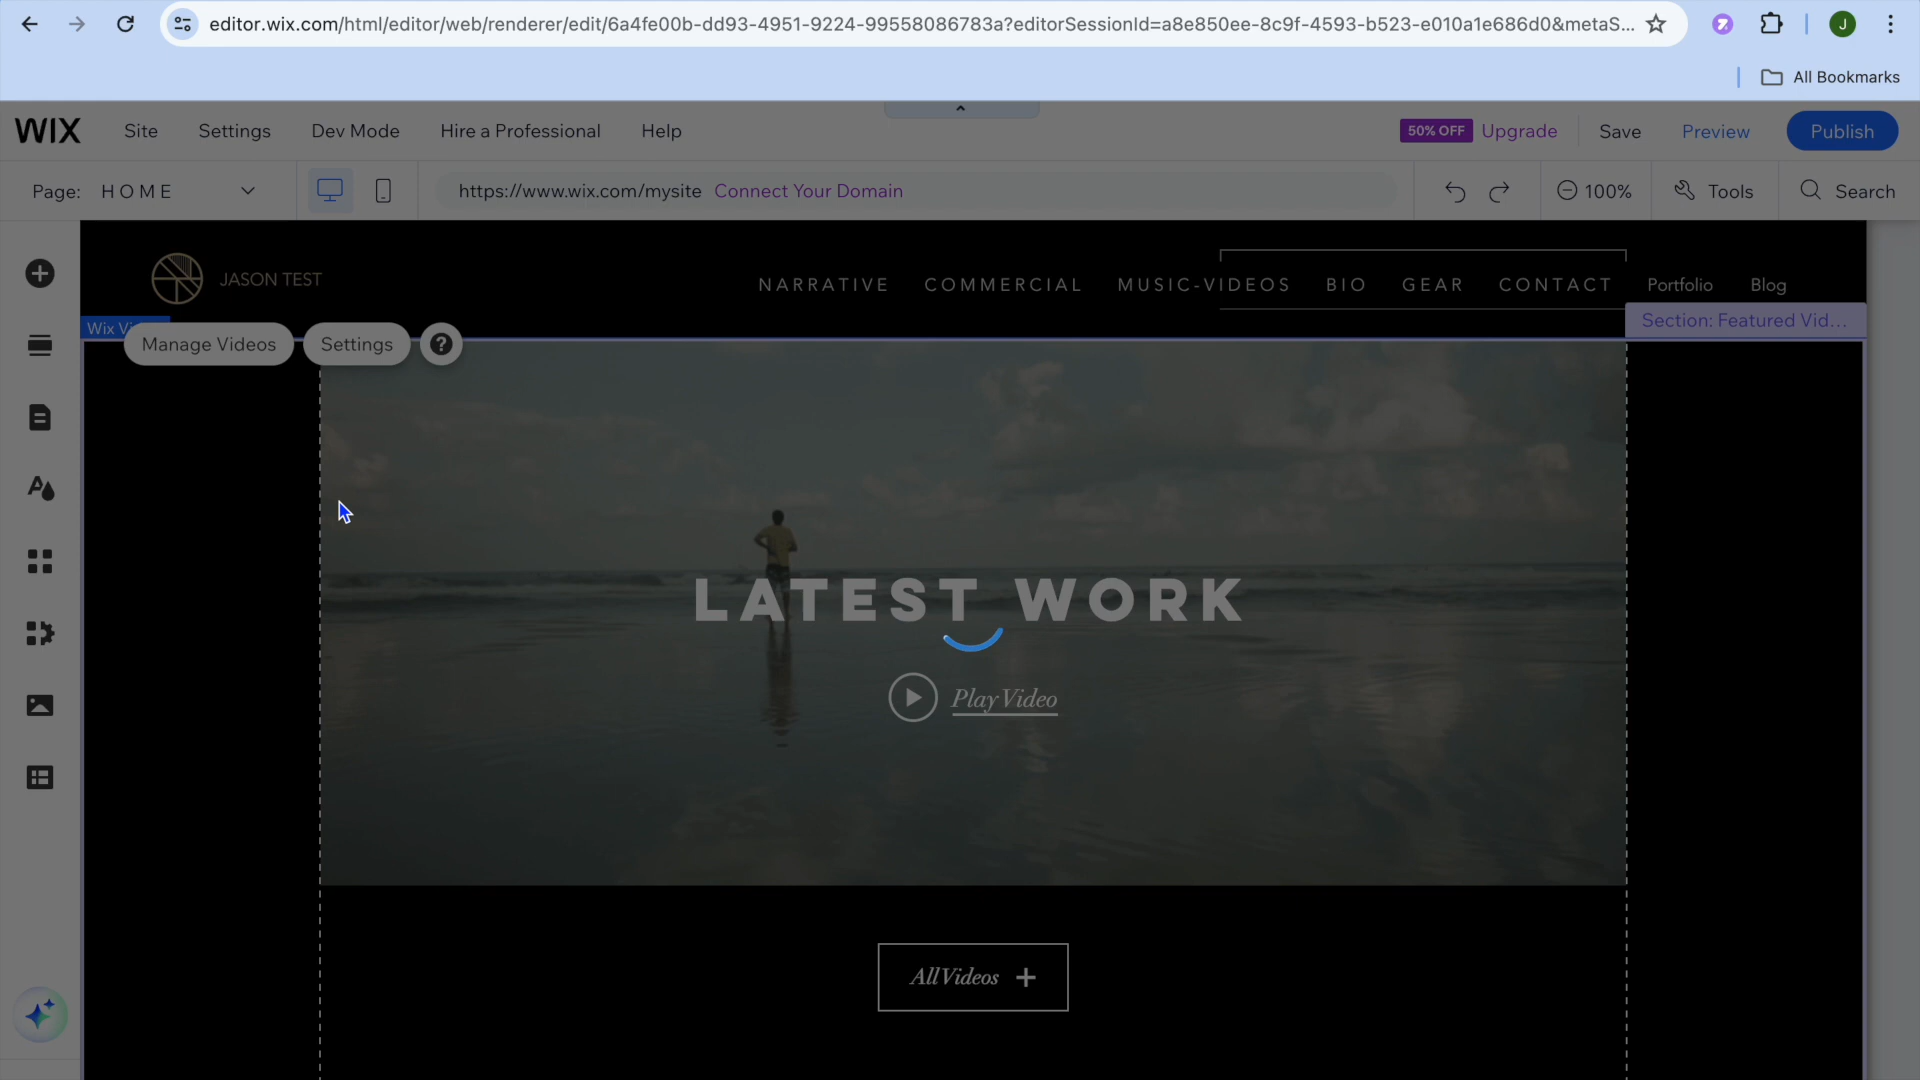 editor.wix.com/html/editor/web/renderer/edit/6a4fe00b-dd93-4951-9224-99558086783a?editorSessionId=a8e850ee-8c9f-4593-b523-e010a1e686d0&metaS...
J
All Bookmarks
WIX Site Settings Dev Mode Hire a Professional Help 50% OFF Upgrade Save Preview Publish
Page: HOME https://www.wix.com/mysite Connect Your Domain 100% Tools Search
JASON TEST NARRATIVE COMMERCIAL MUSIC-VIDEOS BIO GEAR CONTACT Portfolio Blog
Section: Featured Vid...
Wix Vi
Manage Videos Settings ?
LATEST WORK
Play Video
All Videos +